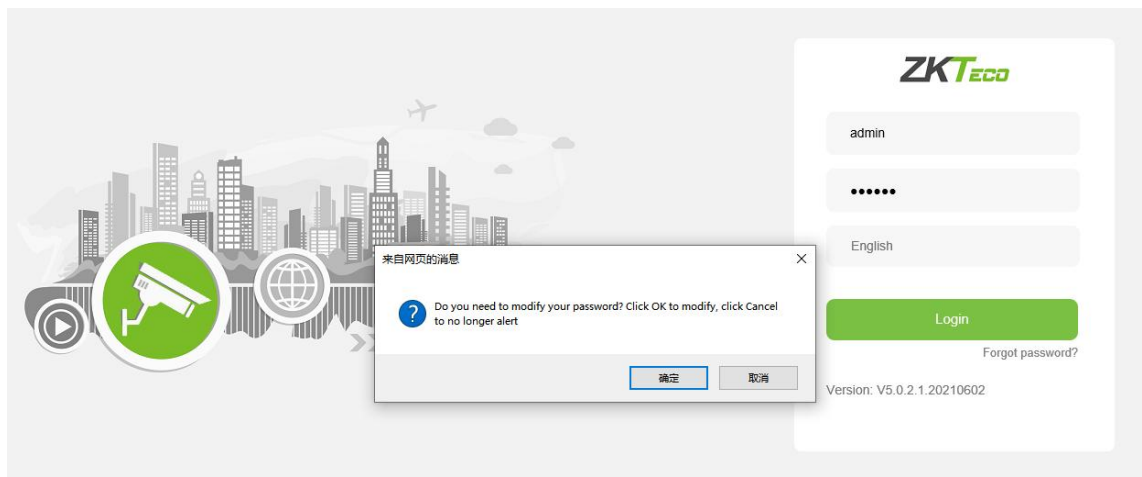 ZKTeco
admin
••••••
English
来自网页的消息
Do you need to modify your password? Click OK to modify, click Cancel
to no longer alert
确定
取消
Login
Forgot password?
Version: V5.0.2.1.20210602